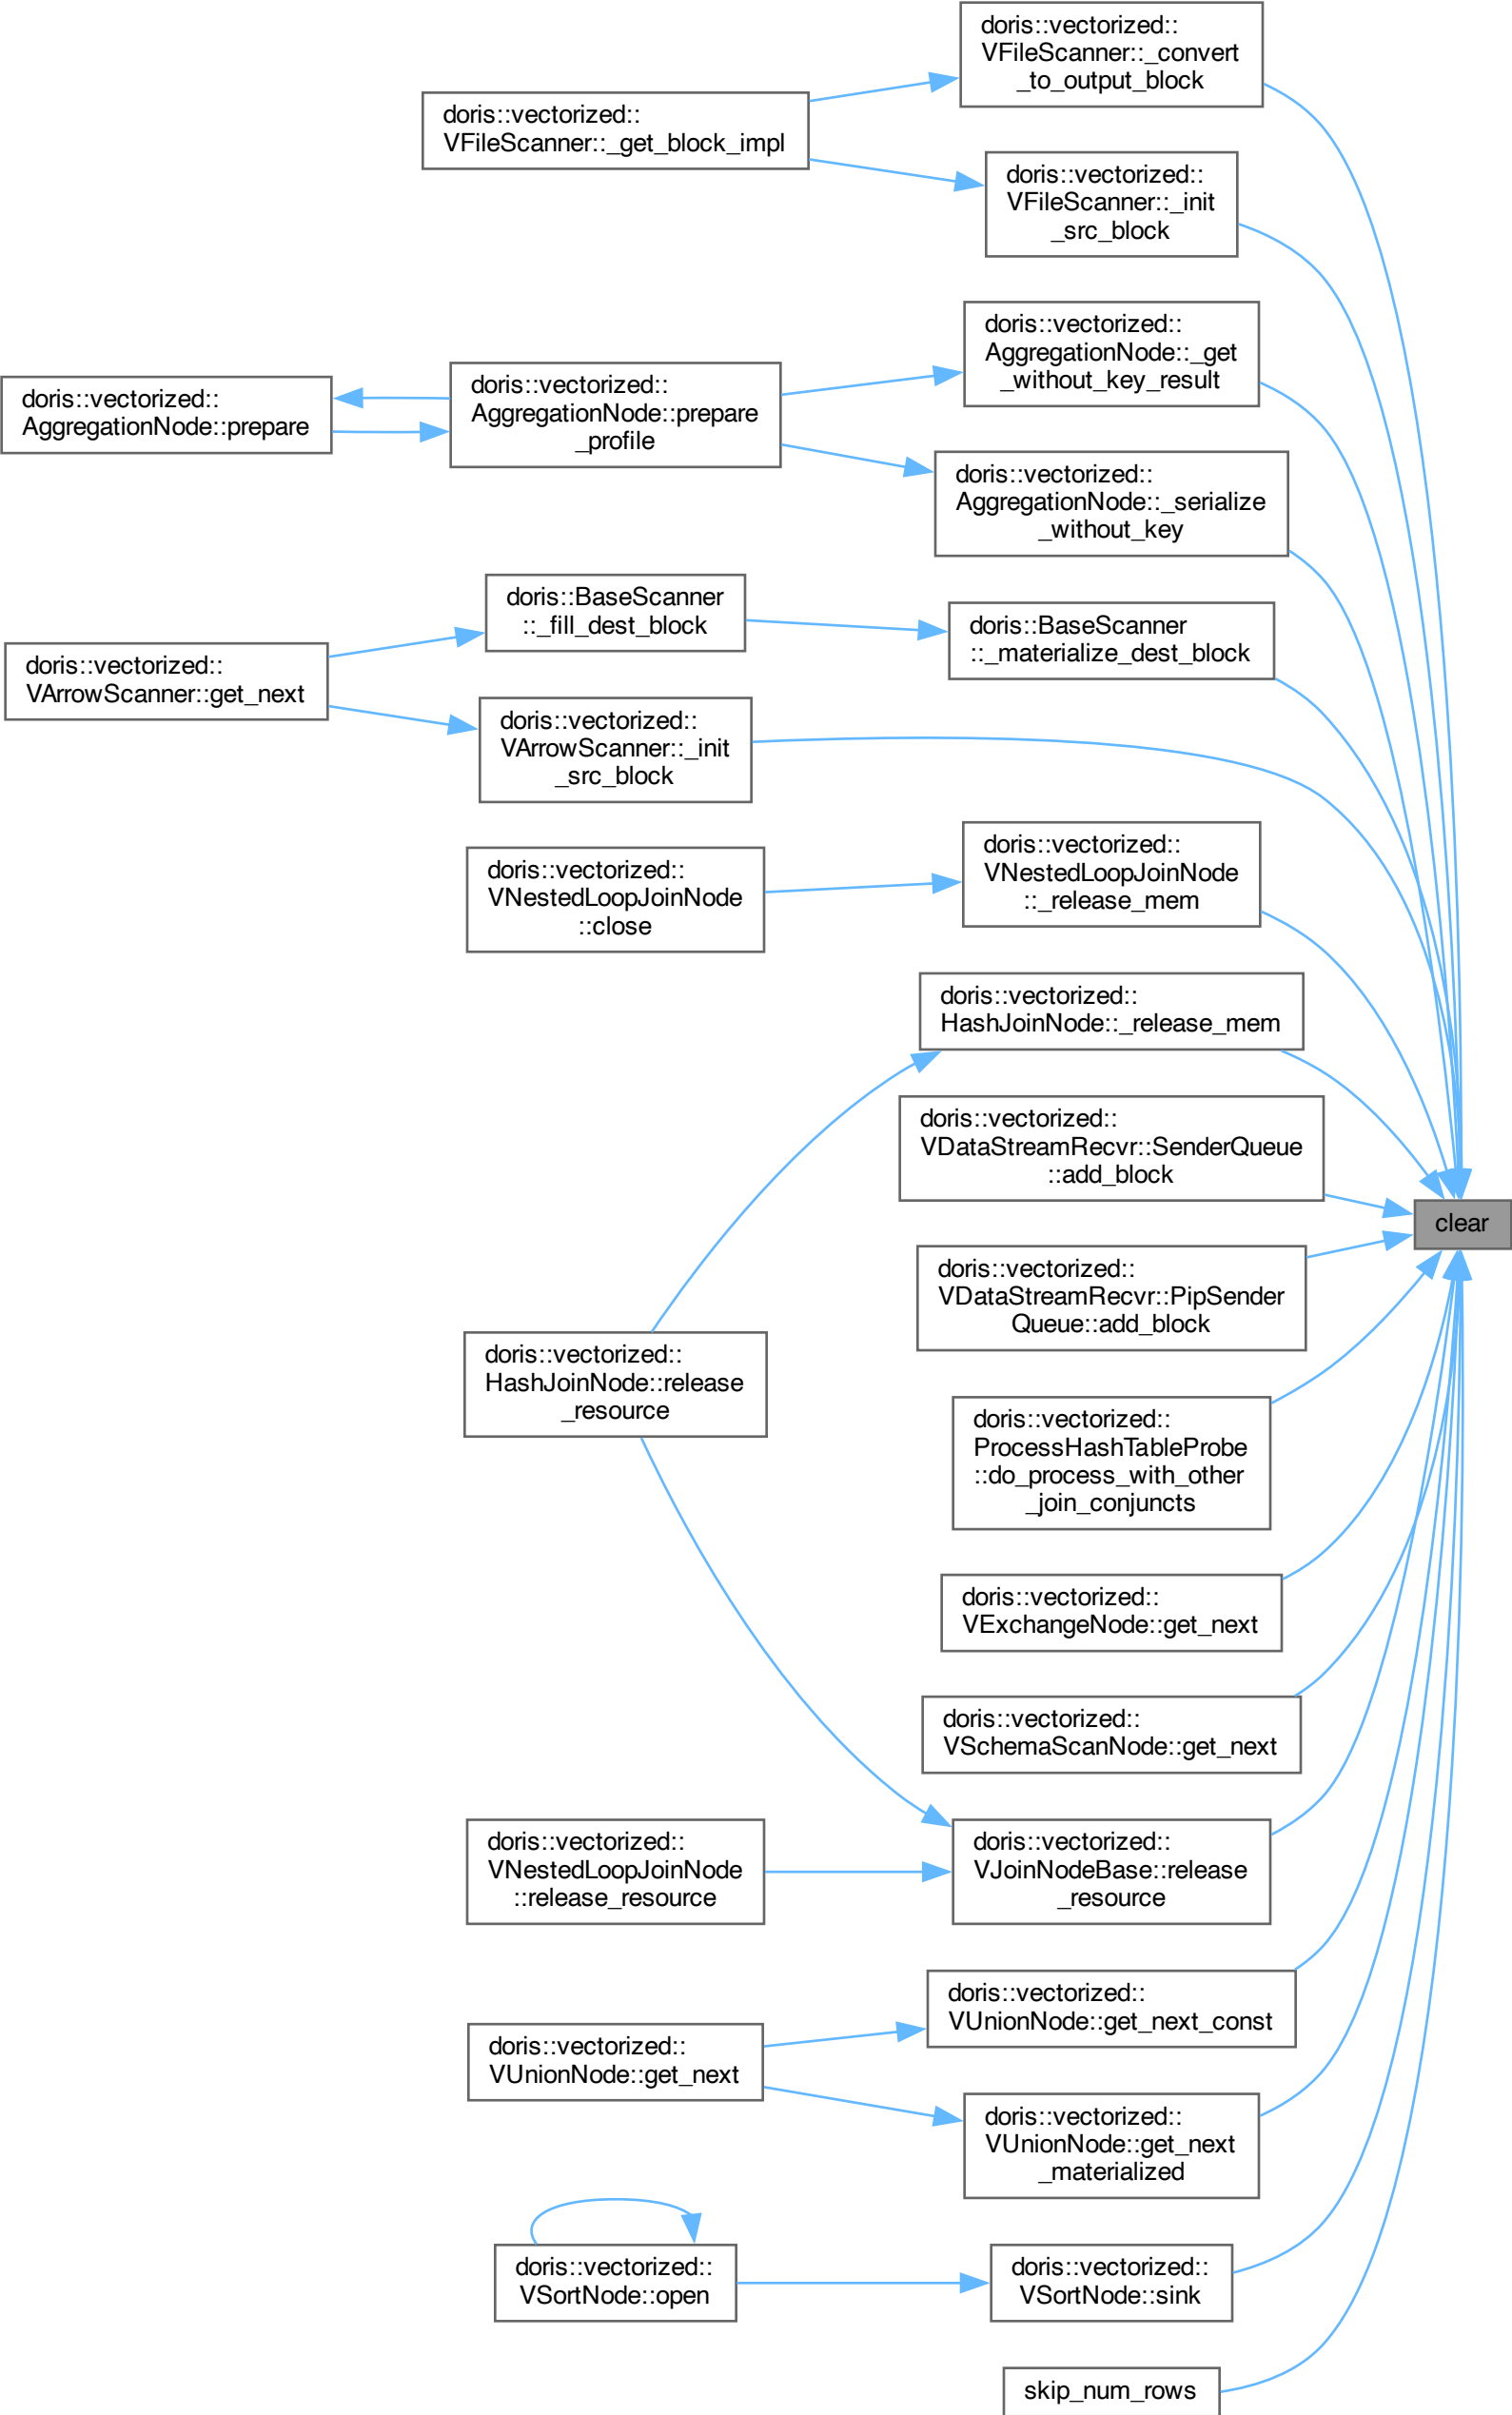 doris::vectorized::
VFileScanner::_convert
_to_output_block
doris::vectorized::
VFileScanner::_get_block_impl
doris::vectorized::
VFileScanner::_init
_src_block
doris::vectorized::
AggregationNode::_get
_without_key_result
doris::vectorized::
AggregationNode::prepare
doris::vectorized::
AggregationNode::prepare
_profile
doris::vectorized::
AggregationNode::_serialize
_without_key
doris::BaseScanner
::_fill_dest_block
doris::BaseScanner
::_materialize_dest_block
doris::vectorized::
VArrowScanner::get_next
doris::vectorized::
VArrowScanner::_init
_src_block
doris::vectorized::
VNestedLoopJoinNode
::_release_mem
doris::vectorized::
VNestedLoopJoinNode
::close
doris::vectorized::
HashJoinNode::_release_mem
doris::vectorized::
VDataStreamRecvr::SenderQueue
::add_block
clear
doris::vectorized::
VDataStreamRecvr::PipSender
Queue::add_block
doris::vectorized::
HashJoinNode::release
_resource
doris::vectorized::
ProcessHashTableProbe
::do_process_with_other
_join_conjuncts
doris::vectorized::
VExchangeNode::get_next
doris::vectorized::
VSchemaScanNode::get_next
doris::vectorized::
VNestedLoopJoinNode
::release_resource
doris::vectorized::
VJoinNodeBase::release
_resource
doris::vectorized::
VUnionNode::get_next_const
doris::vectorized::
VUnionNode::get_next
doris::vectorized::
VUnionNode::get_next
_materialized
doris::vectorized::
VSortNode::open
doris::vectorized::
VSortNode::sink
skip_num_rows